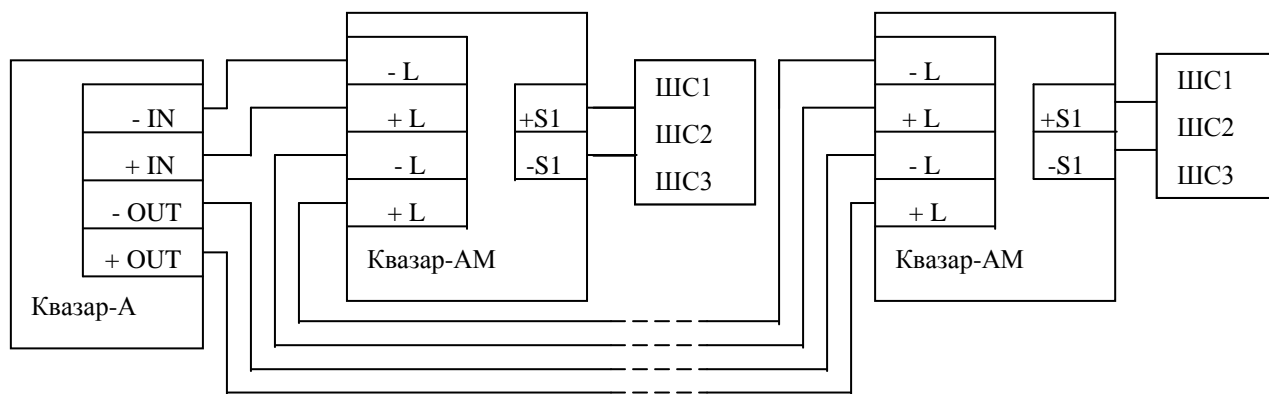 - IN
+ IN
- OUT
+ OUT
Квазар-А
- L
+ L
- L
+ L
+S1
-S1
Квазар-АМ
ШС1
ШС2
ШС3
- L
+ L
- L
+ L
+S1
-S1
Квазар-АМ
ШС1
ШС2
ШС3